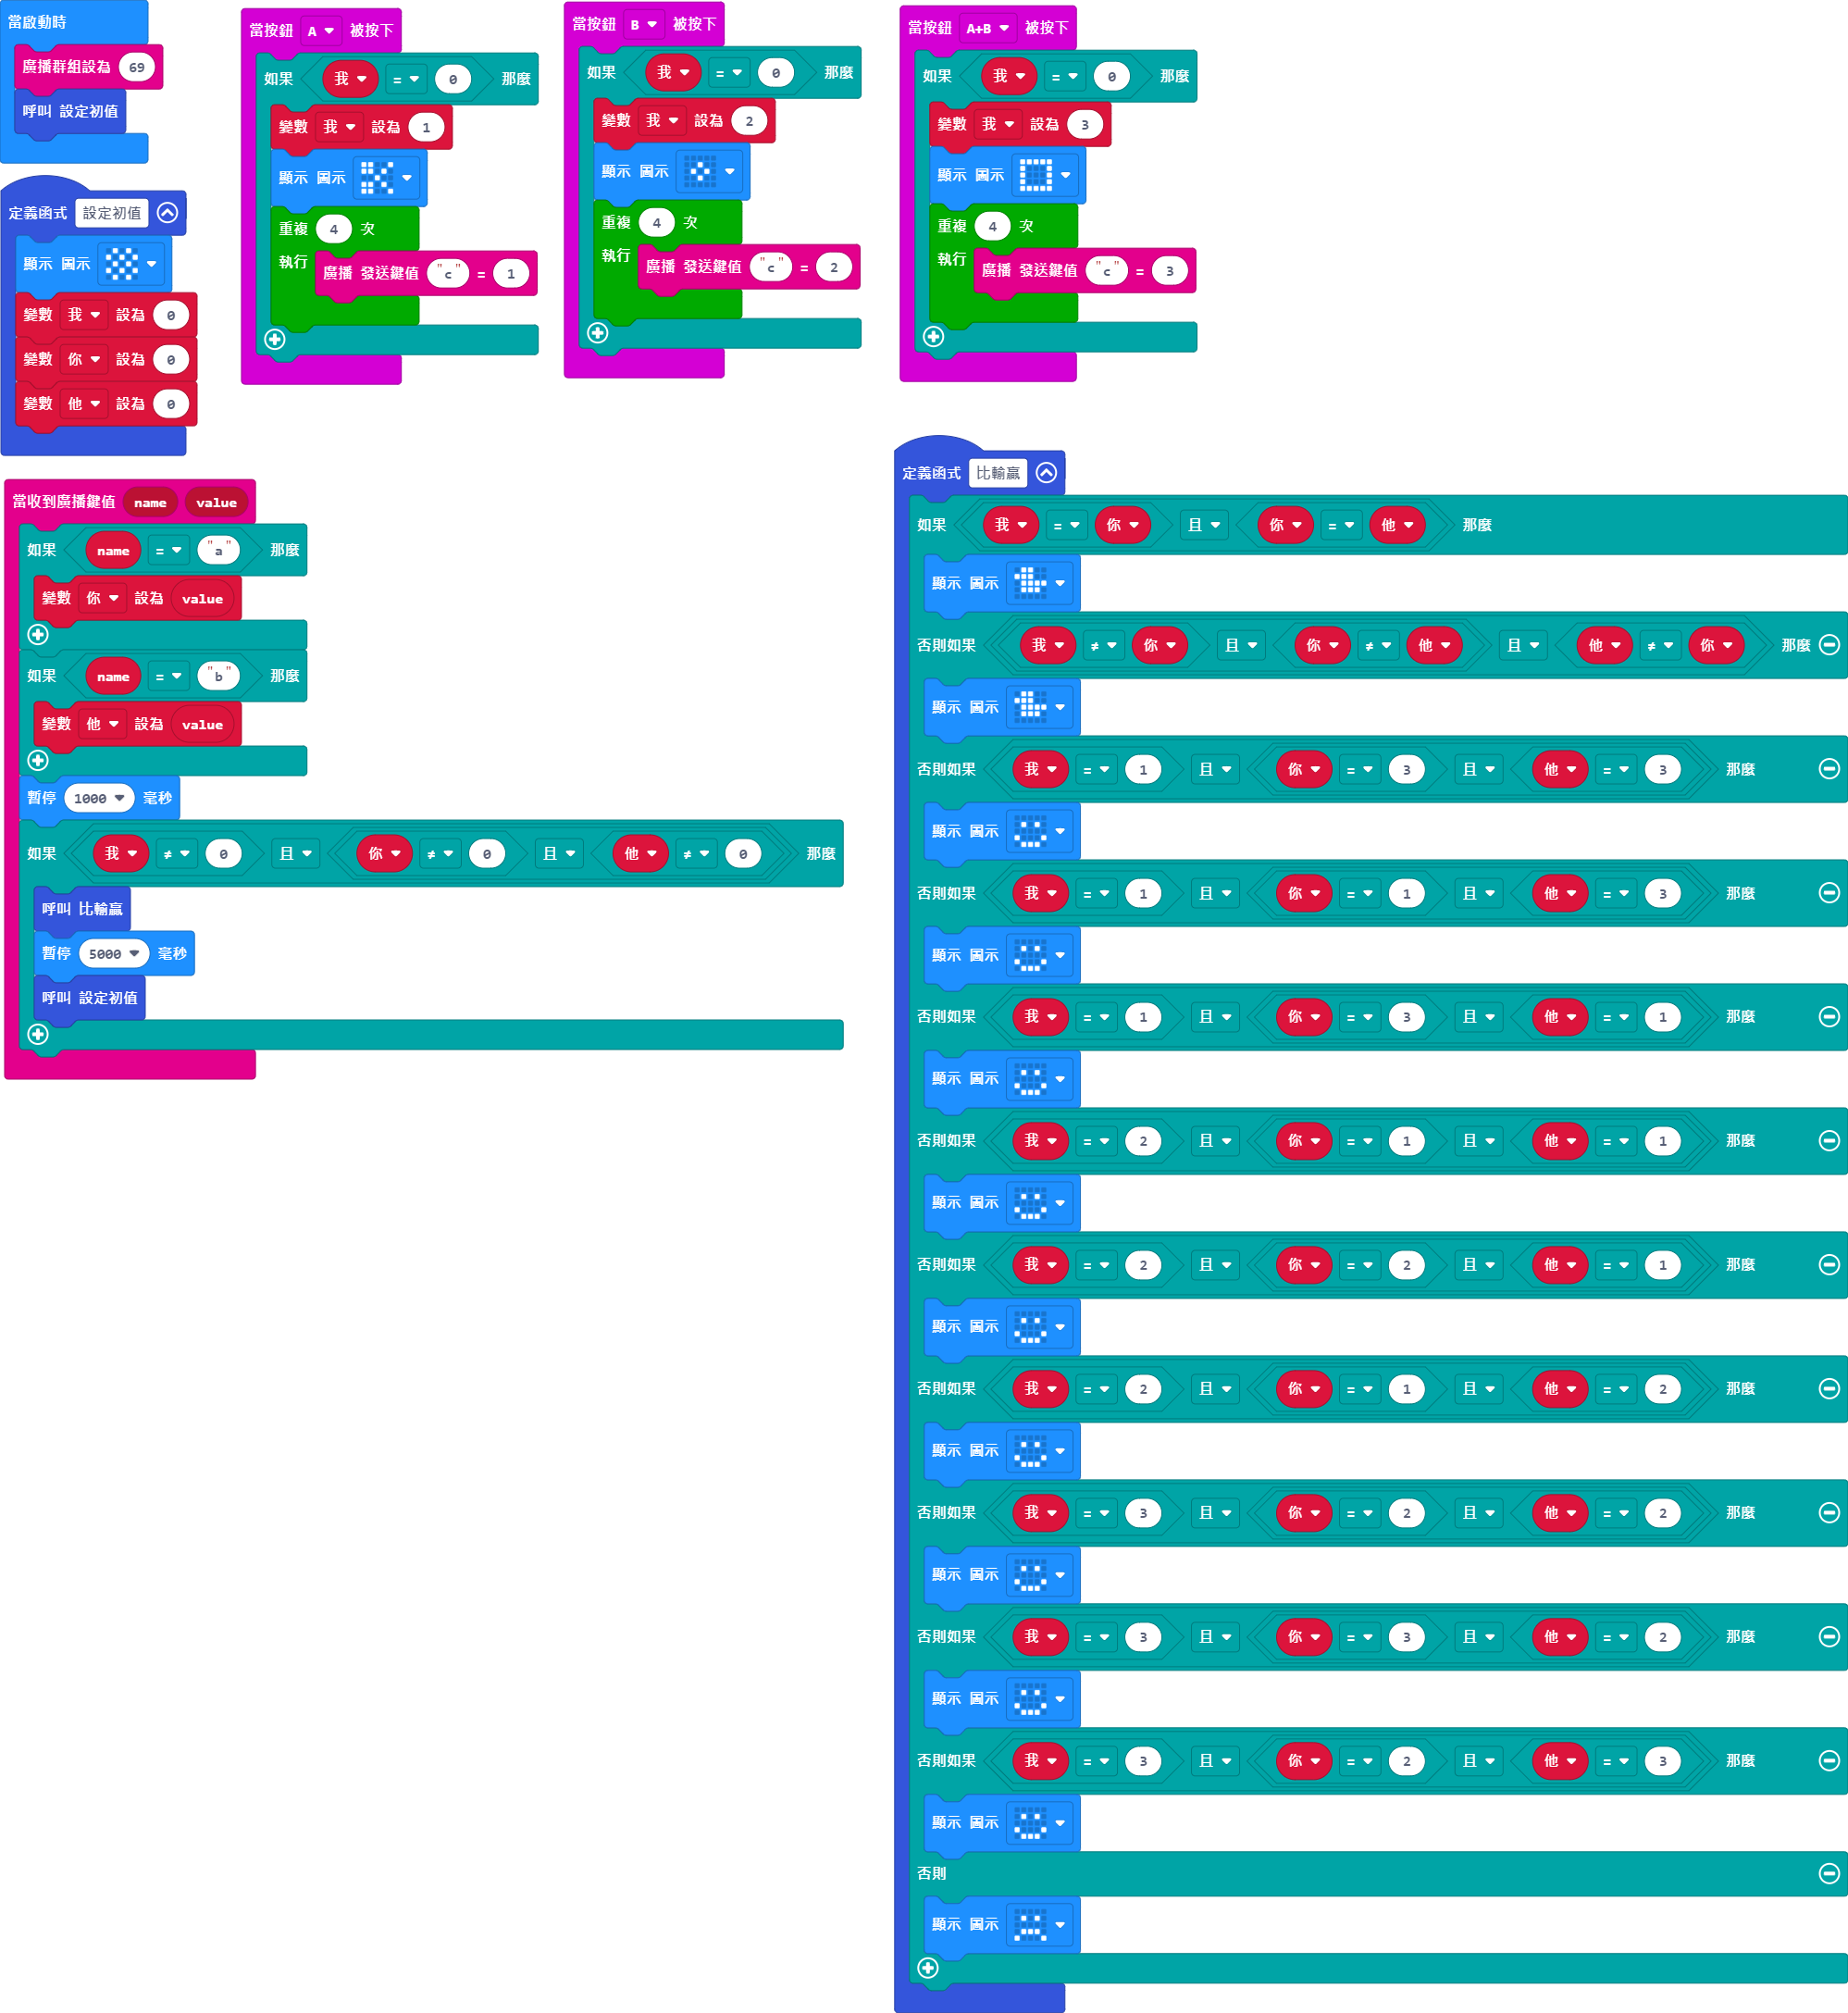 當啟動時
廣播群組設為 69
呼叫 設定初值
定義函式 設定初值
顯示 圖示
變數 我 設為 0
變數 你 設為 0
變數 他 設為 0
當按鈕 A 被按下
如果 我 = 0 那麼
變數 我 設為 1
顯示 圖示
重複 4 次
執行 廣播 發送鍵值 "c" = 1
當按鈕 B 被按下
如果 我 = 0 那麼
變數 我 設為 2
顯示 圖示
重複 4 次
執行 廣播 發送鍵值 "c" = 2
當按鈕 A+B 被按下
如果 我 = 0 那麼
變數 我 設為 3
顯示 圖示
重複 4 次
執行 廣播 發送鍵值 "c" = 3
當收到廣播鍵值 name value
如果 name = "a" 那麼
變數 你 設為 value
如果 name = "b" 那麼
變數 他 設為 value
暫停 1000 毫秒
如果 我 ≠ 0 且 你 ≠ 0 且 他 ≠ 0 那麼
呼叫 比輸贏
暫停 5000 毫秒
呼叫 設定初值
定義函式 比輸贏
如果 我 = 你 且 你 = 他 那麼
顯示 圖示
否則如果 我 ≠ 你 且 你 ≠ 他 且 他 ≠ 你 那麼
顯示 圖示
否則如果 我 = 1 且 你 = 3 且 他 = 3 那麼
顯示 圖示
否則如果 我 = 1 且 你 = 1 且 他 = 3 那麼
顯示 圖示
否則如果 我 = 1 且 你 = 3 且 他 = 1 那麼
顯示 圖示
否則如果 我 = 2 且 你 = 1 且 他 = 1 那麼
顯示 圖示
否則如果 我 = 2 且 你 = 2 且 他 = 1 那麼
顯示 圖示
否則如果 我 = 2 且 你 = 1 且 他 = 2 那麼
顯示 圖示
否則如果 我 = 3 且 你 = 2 且 他 = 2 那麼
顯示 圖示
否則如果 我 = 3 且 你 = 3 且 他 = 2 那麼
顯示 圖示
否則如果 我 = 3 且 你 = 2 且 他 = 3 那麼
顯示 圖示
否則
顯示 圖示